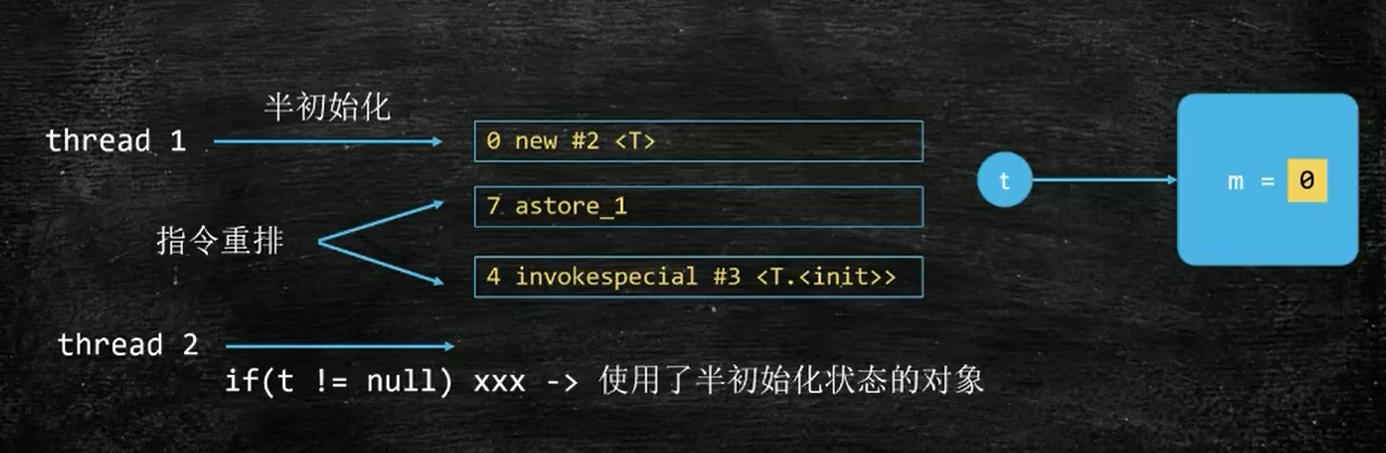 半初始化
thread 1
0 new #2 <T>
7 astore_1
指令重排
4 invokespecial #3 <T.<init>>
t
m = 0
thread 2
if(t != null) xxx -> 使用了半初始化状态的对象